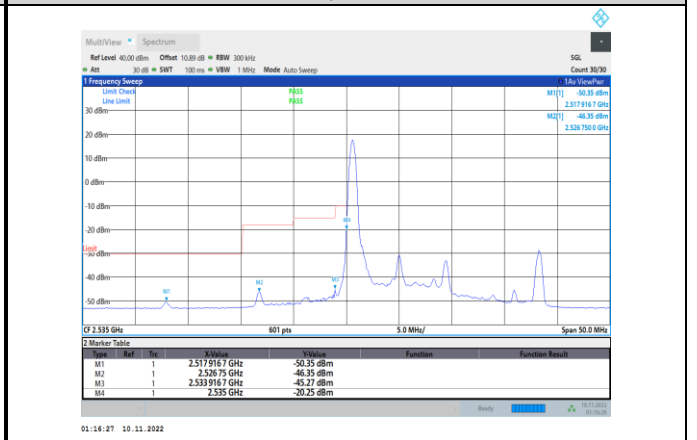 MultiView Spectrum
Ref Level 40.00 dBm Offset 10.89 dB RBW 300 kHz SGL
Att 30 dB SWT 100 ms VBW 1 MHz Mode Auto Sweep Count 30/30
1 Frequency Sweep 1Av ViewPwr
Limit Check PASS M1[1] -50.35 dBm
Line Limit PASS 2.517 916 7 GHz
30 dBm M2[1] -46.35 dBm
2.526 750 0 GHz
20 dBm
10 dBm
0 dBm
-10 dBm
-20 dBm
Limit
-30 dBm
-40 dBm
M2 M3
M1
-50 dBm
CF 2.535 GHz 601 pts 5.0 MHz/ Span 50.0 MHz
2 Marker Table
Type Ref Trc X-Value Y-Value Function Function Result
M1 1 2.517 916 7 GHz -50.35 dBm
M2 1 2.526 75 GHz -46.35 dBm
M3 1 2.533 916 7 GHz -45.27 dBm
M4 1 2.535 GHz -20.25 dBm
Ready 10.11.2022
01:16:26
01:16:27 10.11.2022